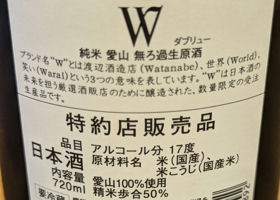 W
ダブリュー
純米 愛山 無ろ過生原酒
ブランド名"W"とは渡辺酒造店(Watanabe)、世界(World)、
笑い(Warai)という3つの意味を表しています。"W"は日本酒の
未来を担う厳選酒販店のために醸造された、数量限定の受注
生産品です。
特約店販売品
品目 アルコール分 17度
日本酒 原材料名 米(国産)、
米こうじ(国産米)
内容量 愛山100%使用
720ml 精米歩合50%